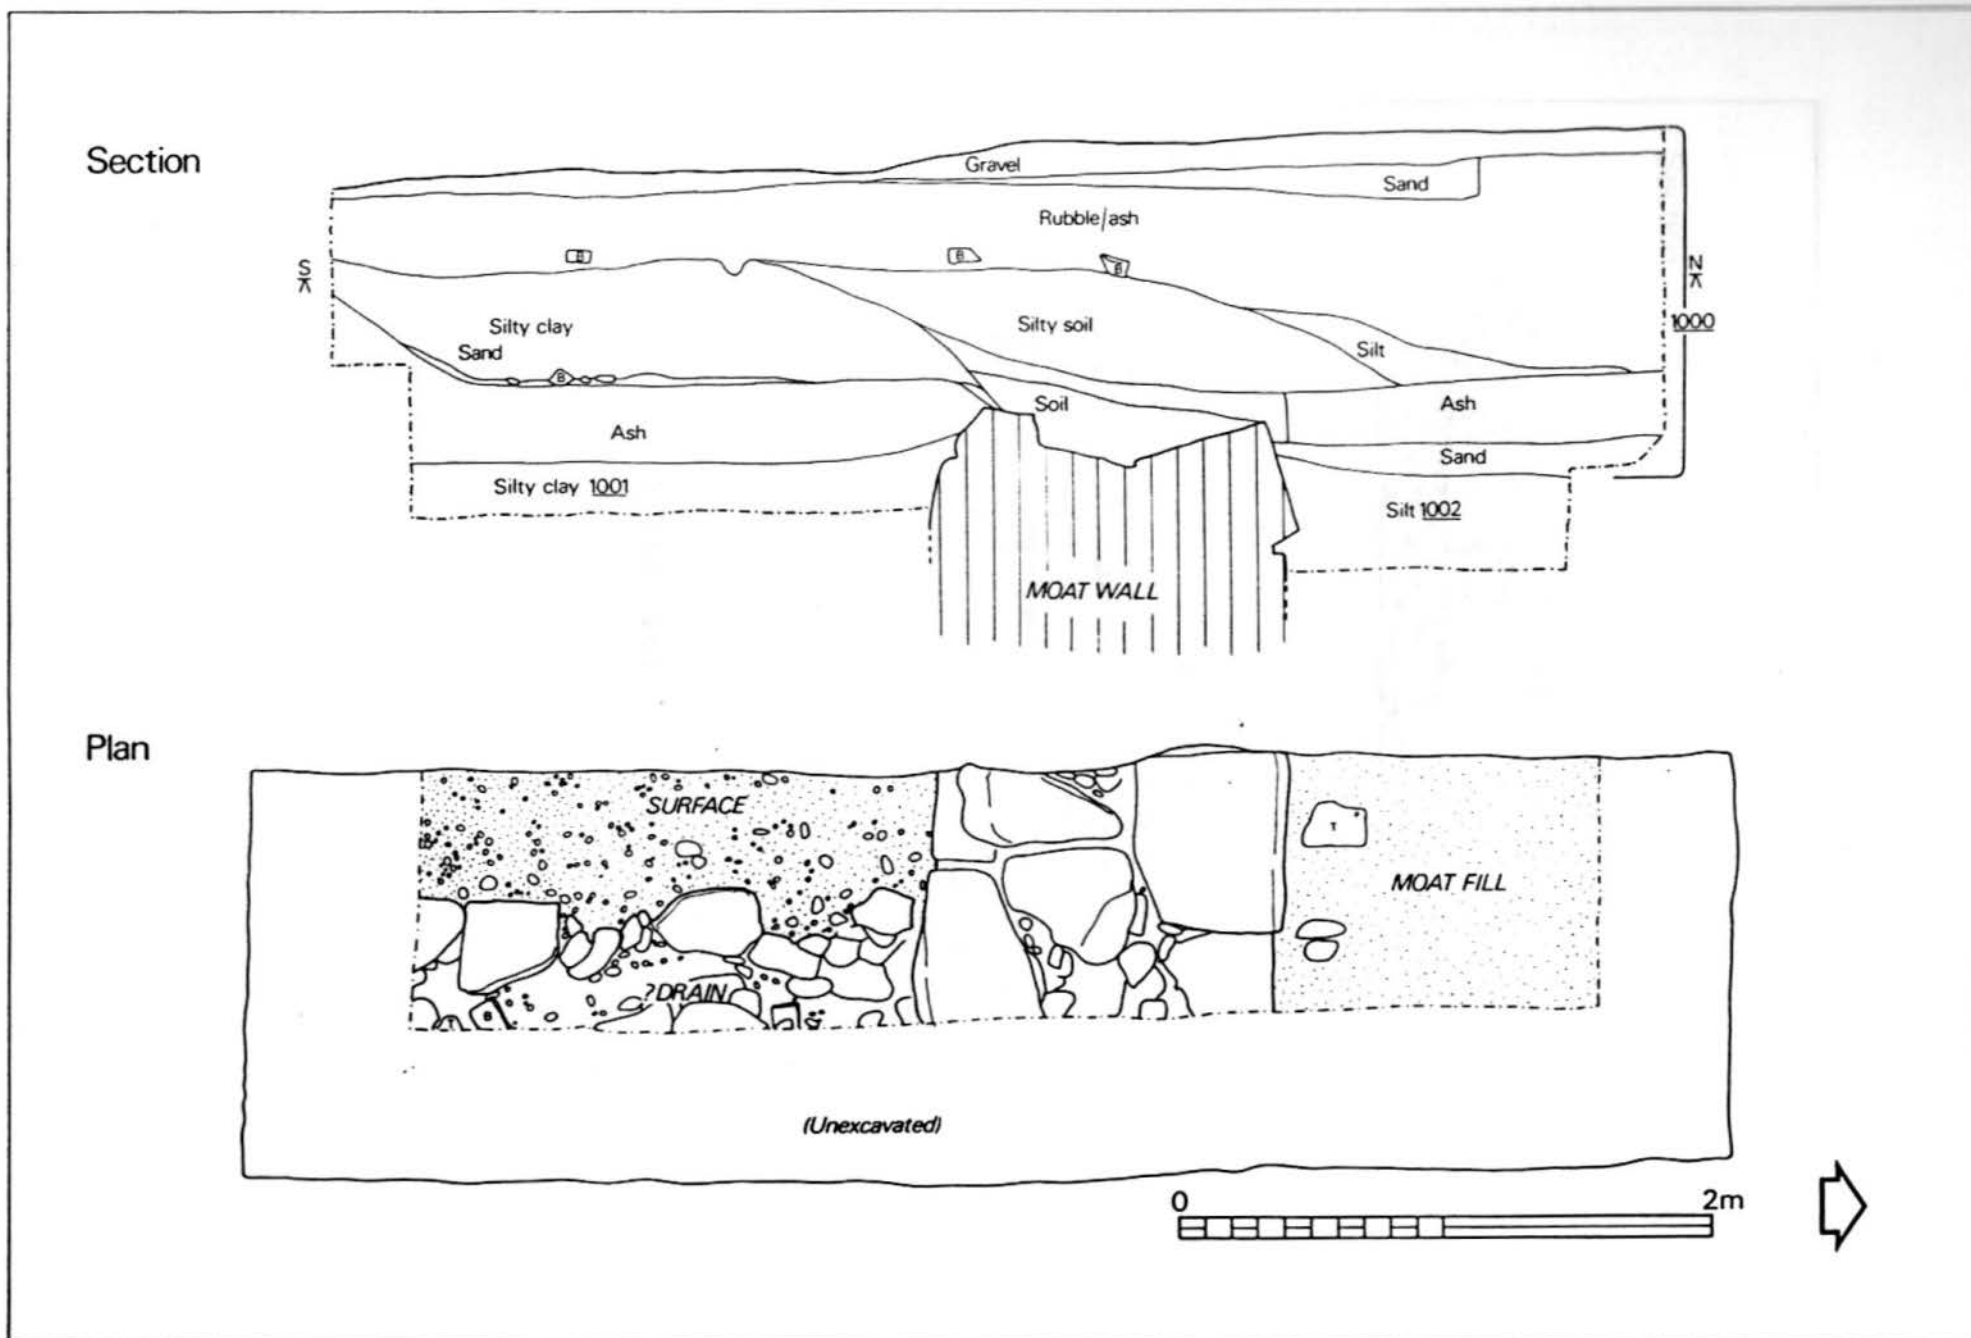 Section
Gravel
Sand
Rubble/ash
B
B
B
S
N
1000
Silty clay
Silty soil
Sand
Silt
B
Soil
Ash
Ash
Sand
Silty clay 1001
Silt 1002
MOAT WALL
Plan
SURFACE
T
MOAT FILL
?DRAIN
T
B
(Unexcavated)
0
2m